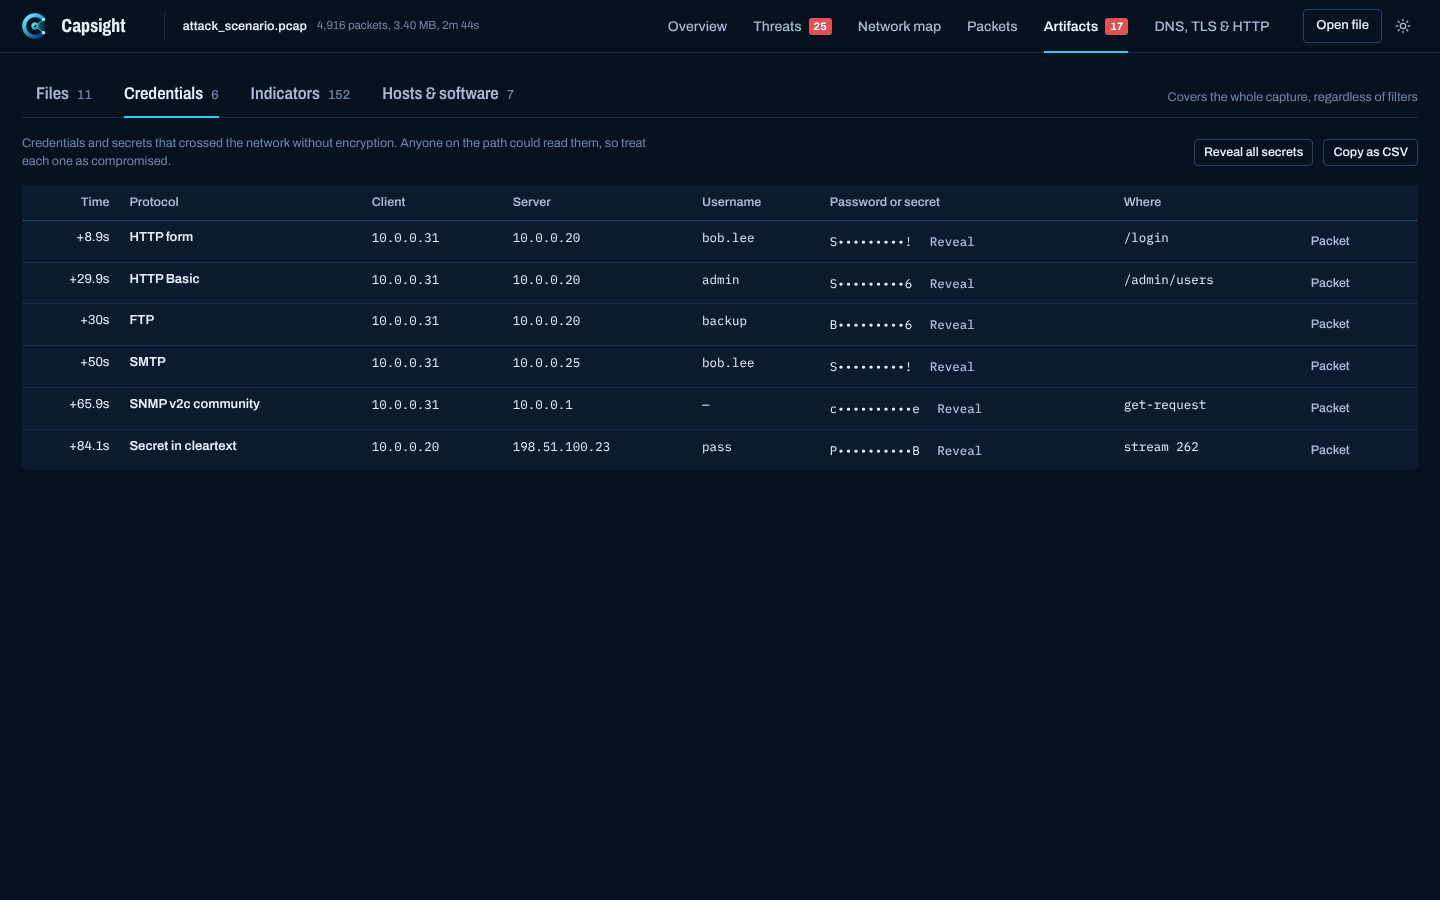 Capsight attack_scenario.pcap 4,916 packets, 3.40 MB, 2m 44s Overview Threats 25 Network map Packets Artifacts 17 DNS, TLS & HTTP Open file
Files 11 Credentials 6 Indicators 152 Hosts & software 7 Covers the whole capture, regardless of filters
Credentials and secrets that crossed the network without encryption. Anyone on the path could read them, so treat
each one as compromised.
Reveal all secrets Copy as CSV
Time Protocol Client Server Username Password or secret Where
+8.9s HTTP form 10.0.0.31 10.0.0.20 bob.lee S•••••••••! Reveal /login Packet
+29.9s HTTP Basic 10.0.0.31 10.0.0.20 admin S•••••••••6 Reveal /admin/users Packet
+30s FTP 10.0.0.31 10.0.0.20 backup B•••••••••6 Reveal Packet
+50s SMTP 10.0.0.31 10.0.0.25 bob.lee S•••••••••! Reveal Packet
+65.9s SNMP v2c community 10.0.0.31 10.0.0.1 – c••••••••••e Reveal get-request Packet
+84.1s Secret in cleartext 10.0.0.20 198.51.100.23 pass P••••••••••B Reveal stream 262 Packet